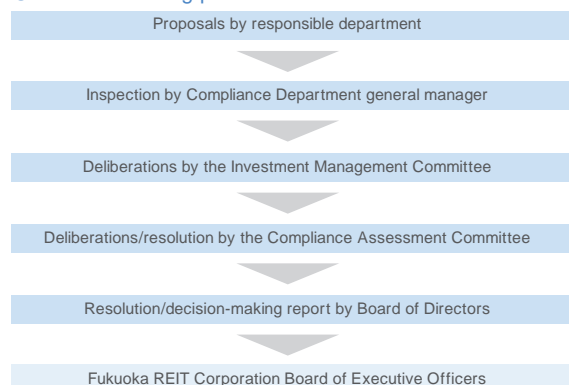 Proposals by responsible department
Inspection by Compliance Department general manager
Deliberations by the Investment Management Committee
Deliberations/resolution by the Compliance Assessment Committee
Resolution/decision-making report by Board of Directors
Fukuoka REIT Corporation Board of Executive Officers